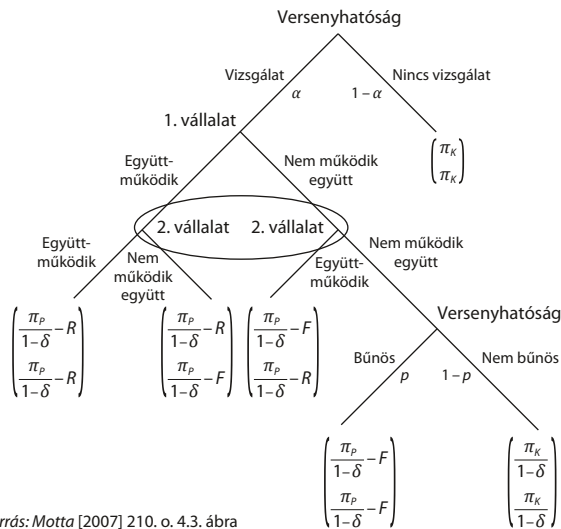 Versenyhatóság
Vizsgálat
α
Nincs vizsgálat
1 – α
1. vállalat
π_K
π_K
Együtt-
működik
Nem működik
együtt
2. vállalat
2. vállalat
Együtt-
működik
Nem
működik
együtt
Együtt-
működik
Nem működik
együtt
π_P/(1–δ) – R
π_P/(1–δ) – R
π_P/(1–δ) – R
π_P/(1–δ) – F
π_P/(1–δ) – F
π_P/(1–δ) – R
Versenyhatóság
Bűnös
p
Nem bűnös
1 – p
π_P/(1–δ) – F
π_P/(1–δ) – F
π_K/(1–δ)
π_K/(1–δ)
rrás: Motta [2007] 210. o. 4.3. ábra